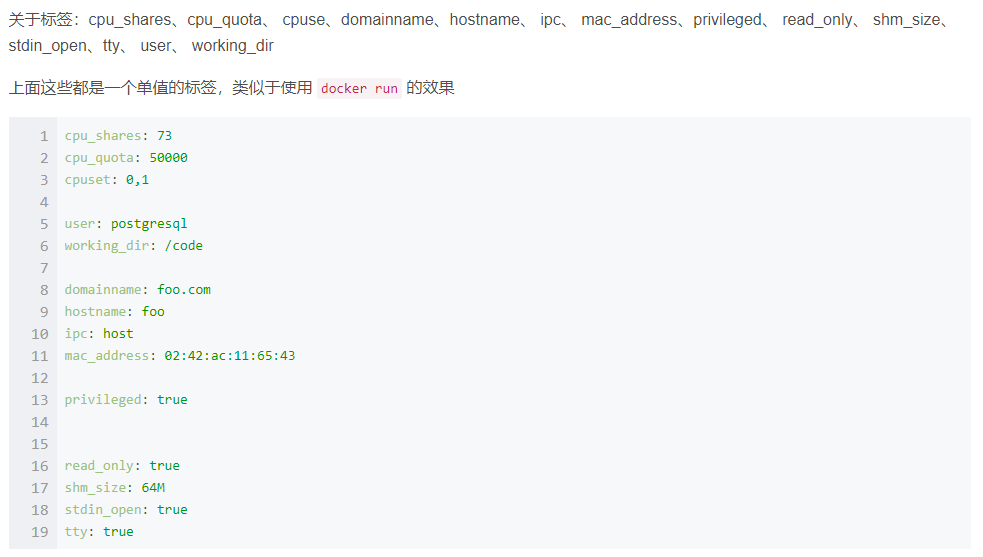 关于标签：cpu_shares、cpu_quota、 cpuse、domainname、hostname、 ipc、 mac_address、privileged、 read_only、 shm_size、
stdin_open、tty、 user、 working_dir
上面这些都是一个单值的标签，类似于使用 docker run 的效果
1 cpu_shares: 73
2 cpu_quota: 50000
3 cpuset: 0,1
4
5 user: postgresql
6 working_dir: /code
7
8 domainname: foo.com
9 hostname: foo
10 ipc: host
11 mac_address: 02:42:ac:11:65:43
12
13 privileged: true
14
15
16 read_only: true
17 shm_size: 64M
18 stdin_open: true
19 tty: true